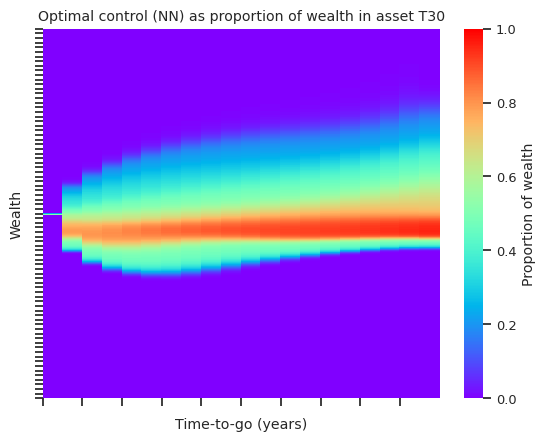 Optimal control (NN) as proportion of wealth in asset T30
Wealth
Time-to-go (years)
1.0
0.8
0.6
0.4
0.2
0.0
Proportion of wealth